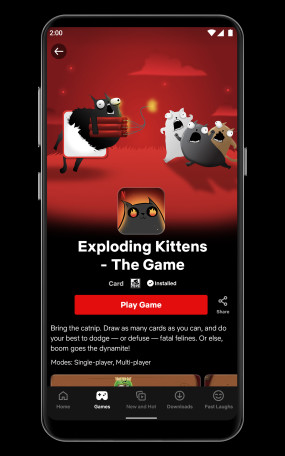 2:00
Exploding Kittens
- The Game
Card
Installed
Play Game
Share
Bring the catnip. Draw as many cards as you can, and do
your best to dodge — or defuse — fatal felines. Or else,
boom goes the dynamite!
Modes: Single-player, Multi-player
Home
Games
New and Hot
Downloads
Fast Laughs